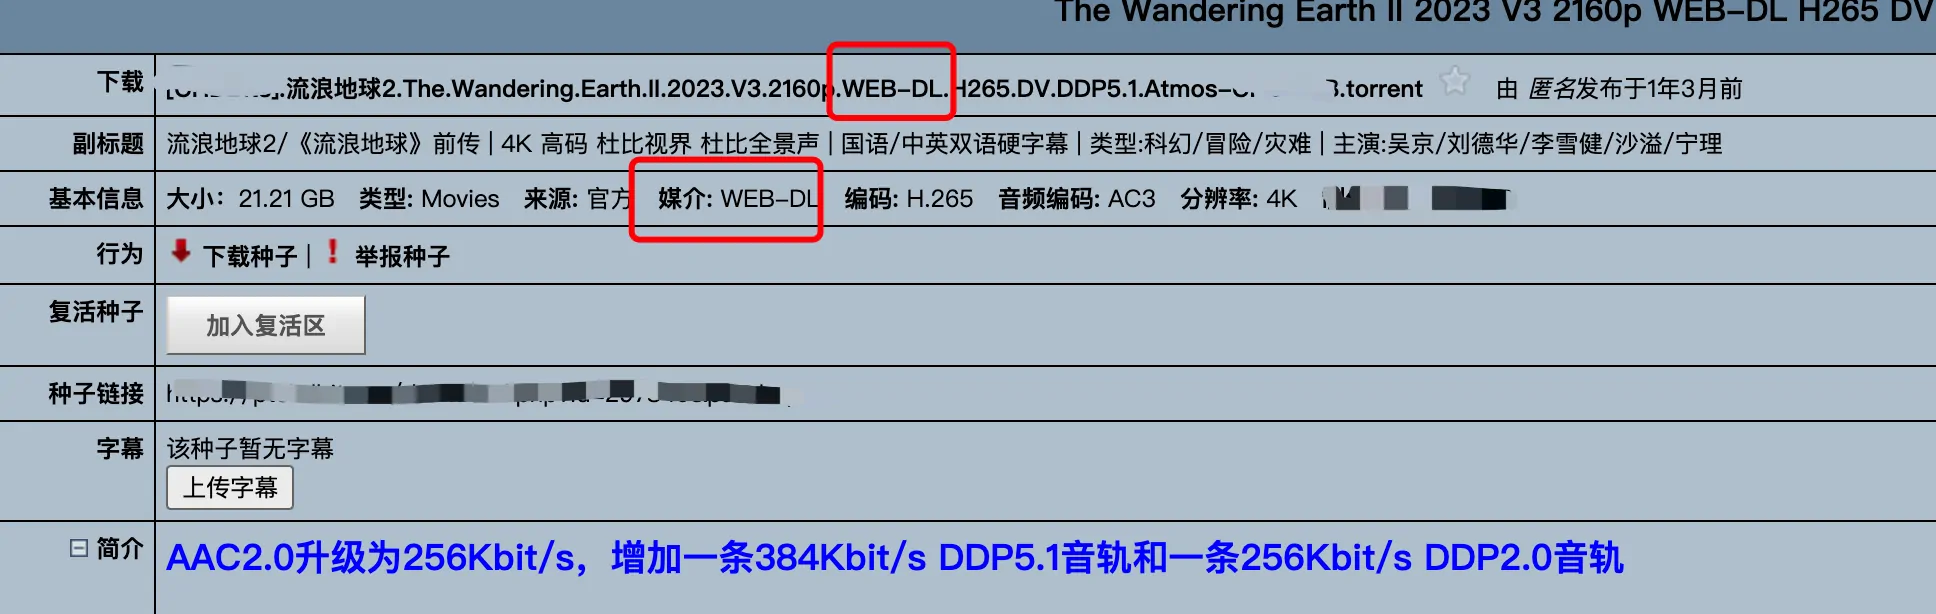 The Wandering Earth II 2023 V3 2160p WEB-DL H265 DV
下载 .流浪地球2.The.Wandering.Earth.II.2023.V3.2160p.WEB-DL.H265.DV.DDP5.1.Atmos- .torrent 由 匿名发布于1年3月前
副标题 流浪地球2/《流浪地球》前传 | 4K 高码 杜比视界 杜比全景声 | 国语/中英双语硬字幕 | 类型:科幻/冒险/灾难 | 主演:吴京/刘德华/李雪健/沙溢/宁理
基本信息 大小: 21.21 GB 类型: Movies 来源: 官方 媒介: WEB-DL 编码: H.265 音频编码: AC3 分辨率: 4K
行为 下载种子 | 举报种子
复活种子 加入复活区
种子链接
字幕 该种子暂无字幕
上传字幕
简介 AAC2.0升级为256Kbit/s，增加一条384Kbit/s DDP5.1音轨和一条256Kbit/s DDP2.0音轨